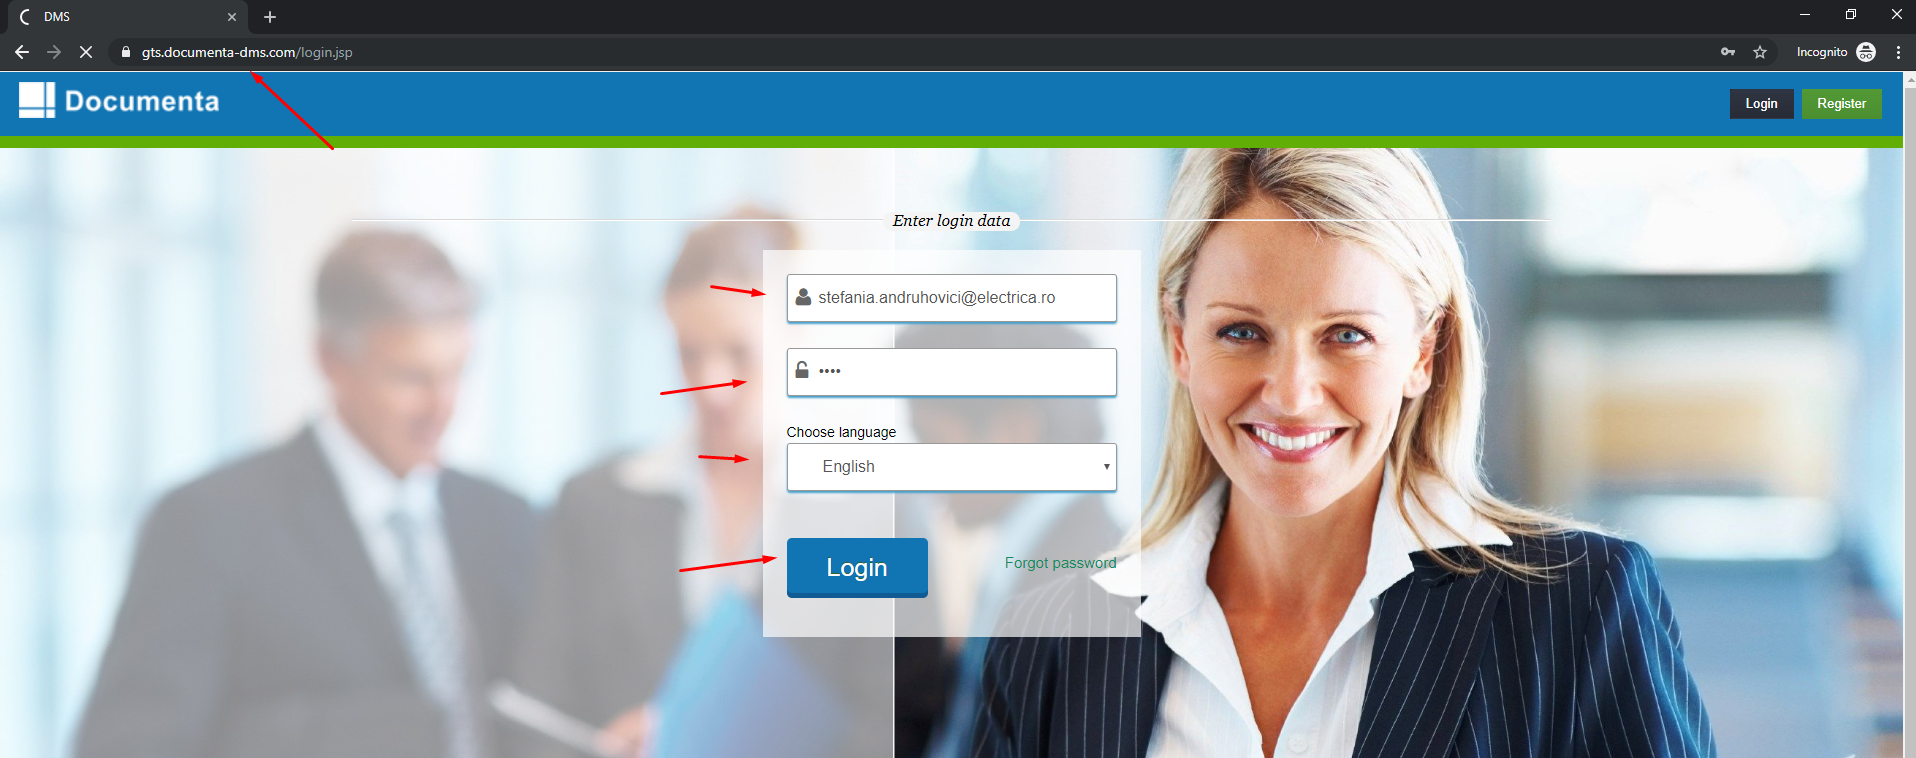 DMS
gts.documenta-dms.com/login.jsp
Incognito
Documenta
Login
Register
Enter login data
stefania.andruhovici@electrica.ro
••••
Choose language
English
Login
Forgot password